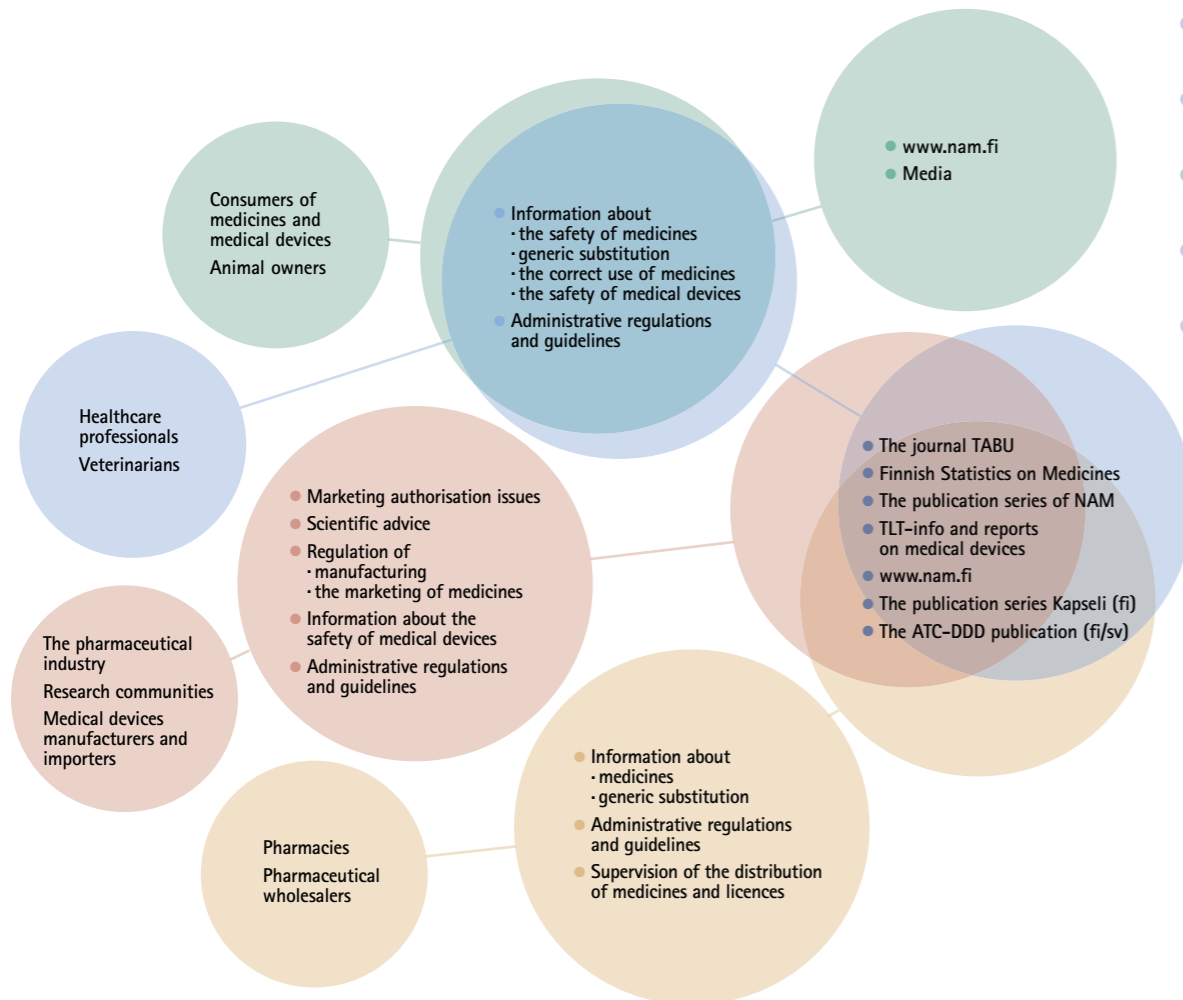 Consumers of
medicines and
medical devices
Animal owners
Information about
· the safety of medicines
· generic substitution
· the correct use of medicines
· the safety of medical devices
Administrative regulations
and guidelines
www.nam.fi
Media
Healthcare
professionals
Veterinarians
Marketing authorisation issues
Scientific advice
Regulation of
· manufacturing
· the marketing of medicines
Information about the
safety of medical devices
Administrative regulations
and guidelines
The journal TABU
Finnish Statistics on Medicines
The publication series of NAM
TLT-info and reports
on medical devices
www.nam.fi
The publication series Kapseli (fi)
The ATC-DDD publication (fi/sv)
The pharmaceutical
industry
Research communities
Medical devices
manufacturers and
importers
Information about
· medicines
· generic substitution
Administrative regulations
and guidelines
Supervision of the distribution
of medicines and licences
Pharmacies
Pharmaceutical
wholesalers